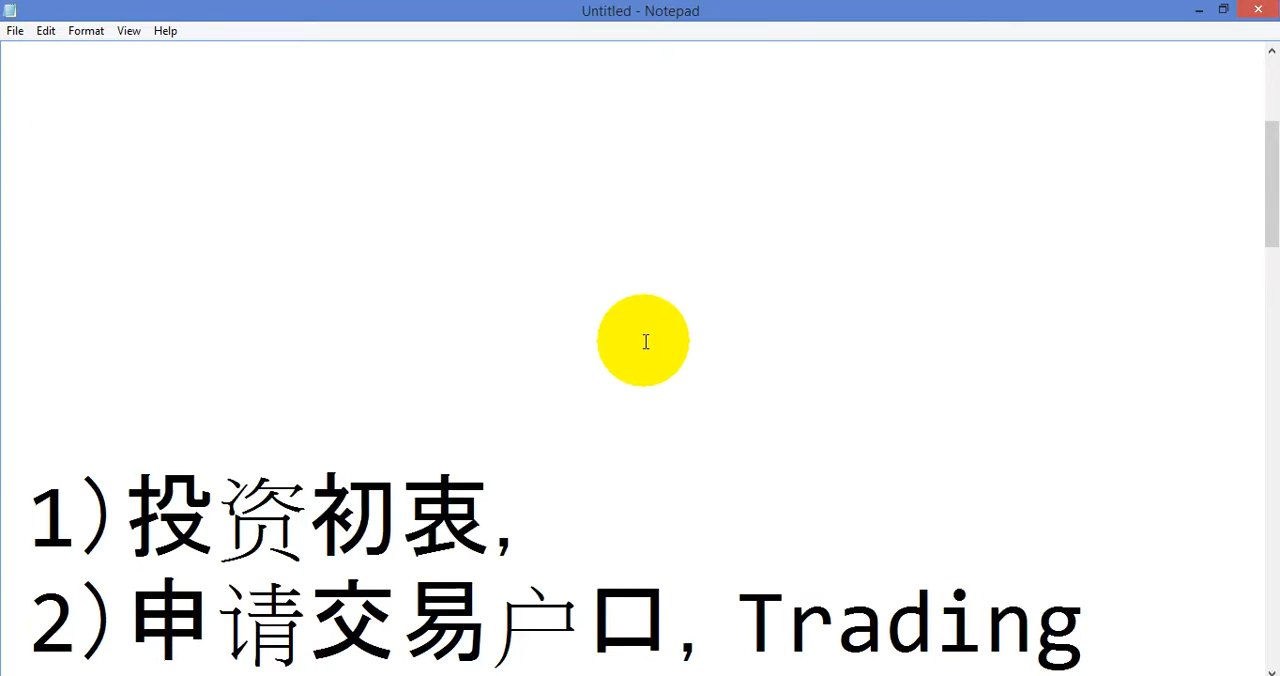 Untitled - Notepad
File Edit Format View Help
1)投资初衷,
2)申请交易户口, Trading